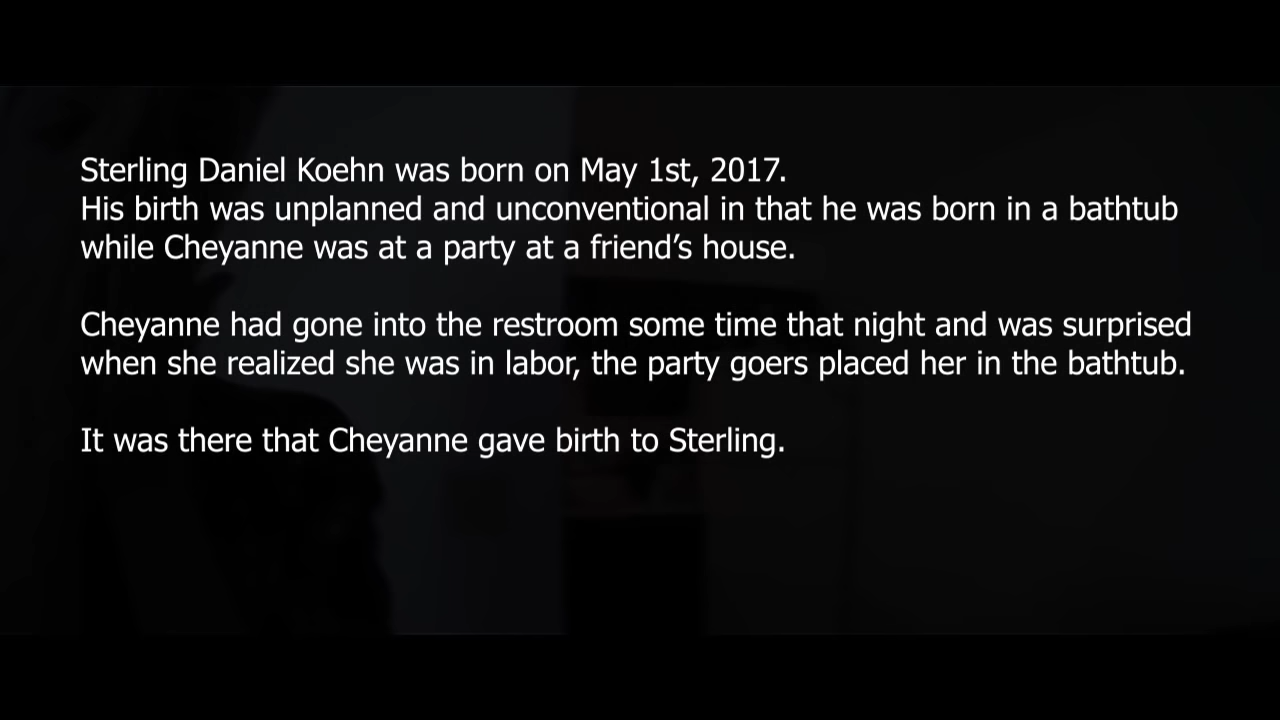 Sterling Daniel Koehn was born on May 1st, 2017.
His birth was unplanned and unconventional in that he was born in a bathtub
while Cheyanne was at a party at a friend’s house.
Cheyanne had gone into the restroom some time that night and was surprised
when she realized she was in labor, the party goers placed her in the bathtub.
It was there that Cheyanne gave birth to Sterling.